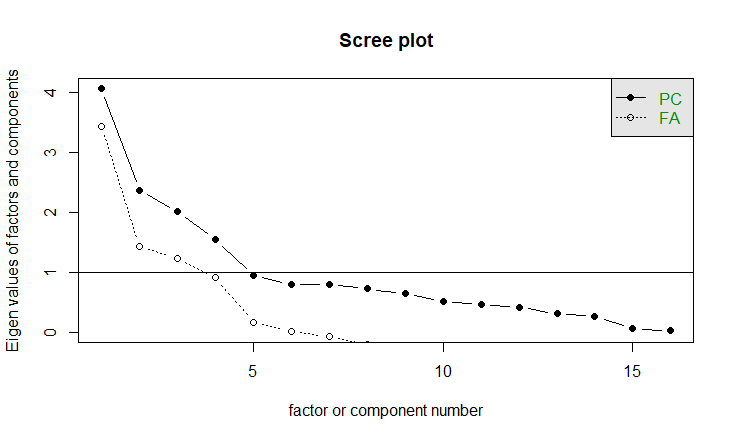 Scree plot
PC
FA
Eigen values of factors and components
4
3
2
1
0
5
10
15
factor or component number